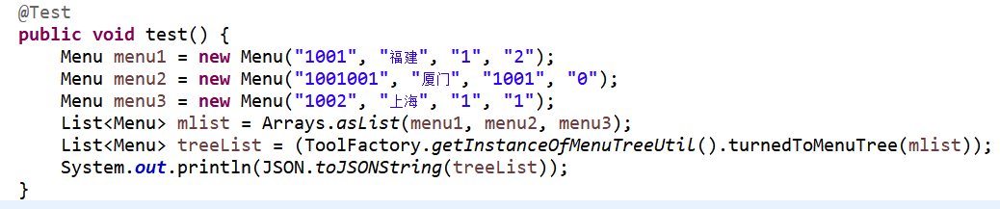 @Test
public void test() {
    Menu menu1 = new Menu("1001", "福建", "1", "2");
    Menu menu2 = new Menu("1001001", "厦门", "1001", "0");
    Menu menu3 = new Menu("1002", "上海", "1", "1");
    List<Menu> mlist = Arrays.asList(menu1, menu2, menu3);
    List<Menu> treeList = (ToolFactory.getInstanceOfMenuTreeUtil().turnedToMenuTree(mlist));
    System.out.println(JSON.toJSONString(treeList));
}